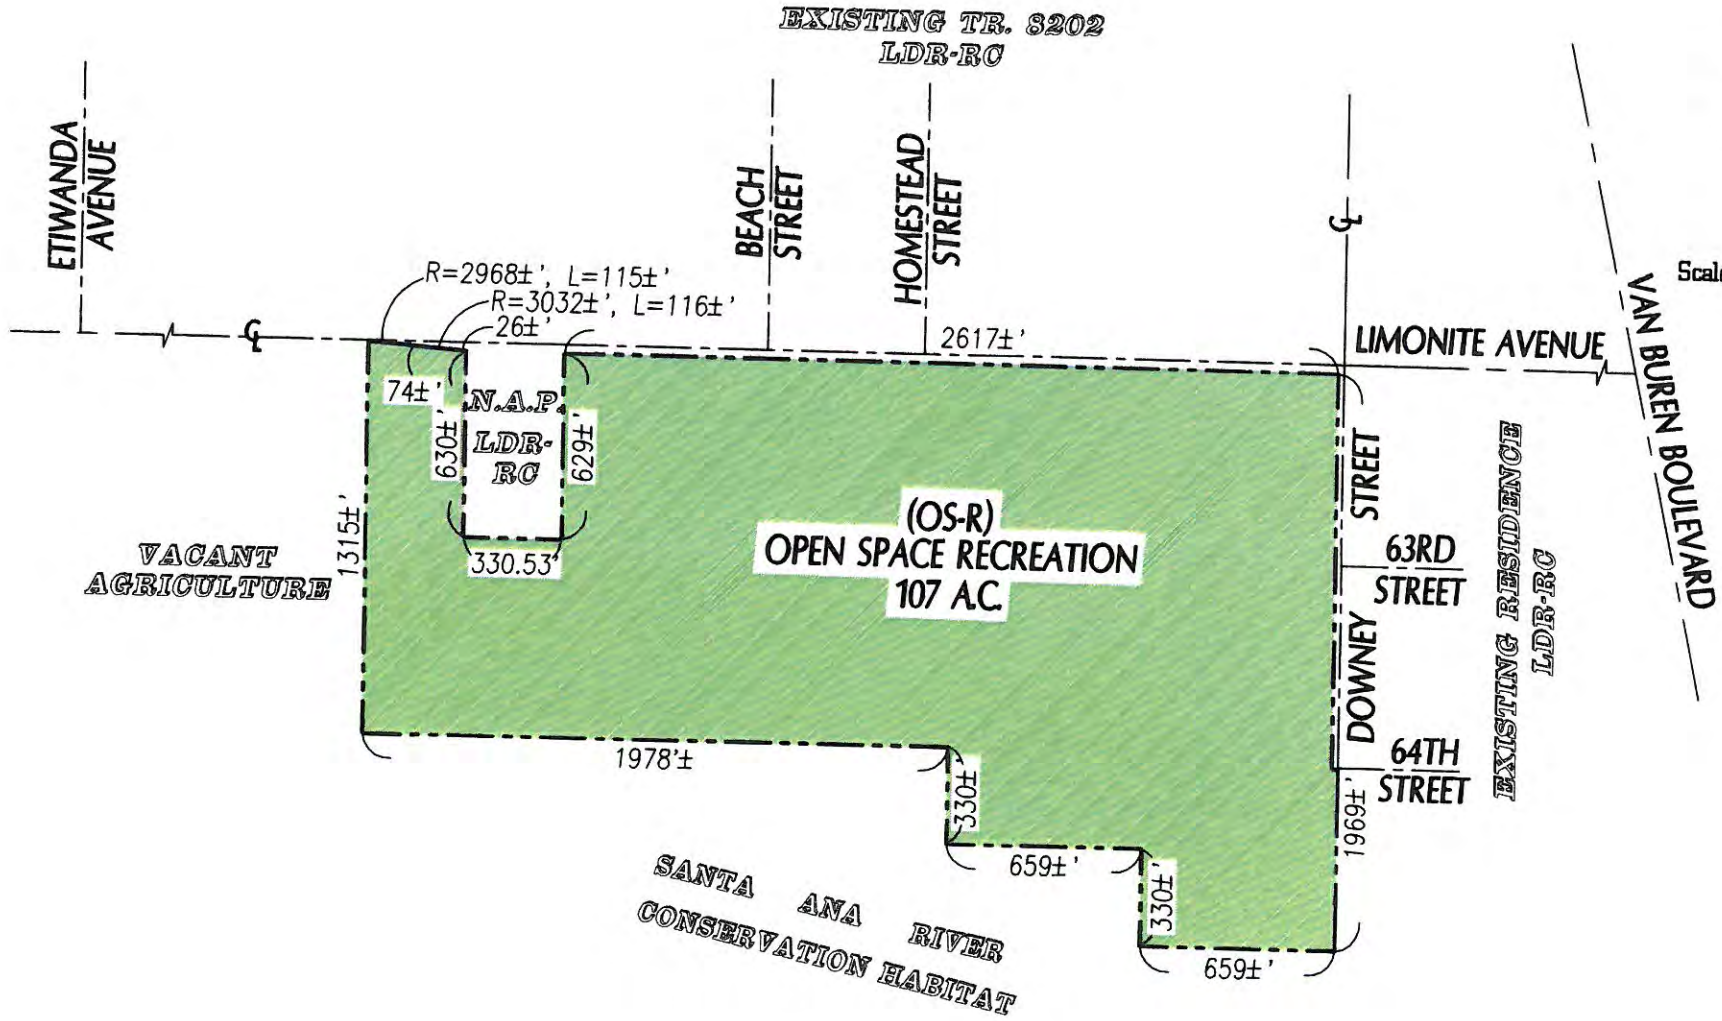 EXISTING TR. 8202
LDR-RC
ETIWANDA
AVENUE
BEACH
STREET
HOMESTEAD
STREET
VAN BUREN BOULEVARD
Scale
R=2968±', L=115±'
R=3032±', L=116±'
26±'
2617±'
LIMONITE AVENUE
74±'
630±'
N.A.P.
LDR-
RC
629±'
330.53'
1315±'
VACANT
AGRICULTURE
(OS-R)
OPEN SPACE RECREATION
107 A.C.
DOWNEY STREET
63RD
STREET
64TH
STREET
EXISTING RESIDENCE
LDR-RC
1978'±
330±'
659±'
330±'
659±'
1969±'
SANTA ANA RIVER
CONSERVATION HABITAT